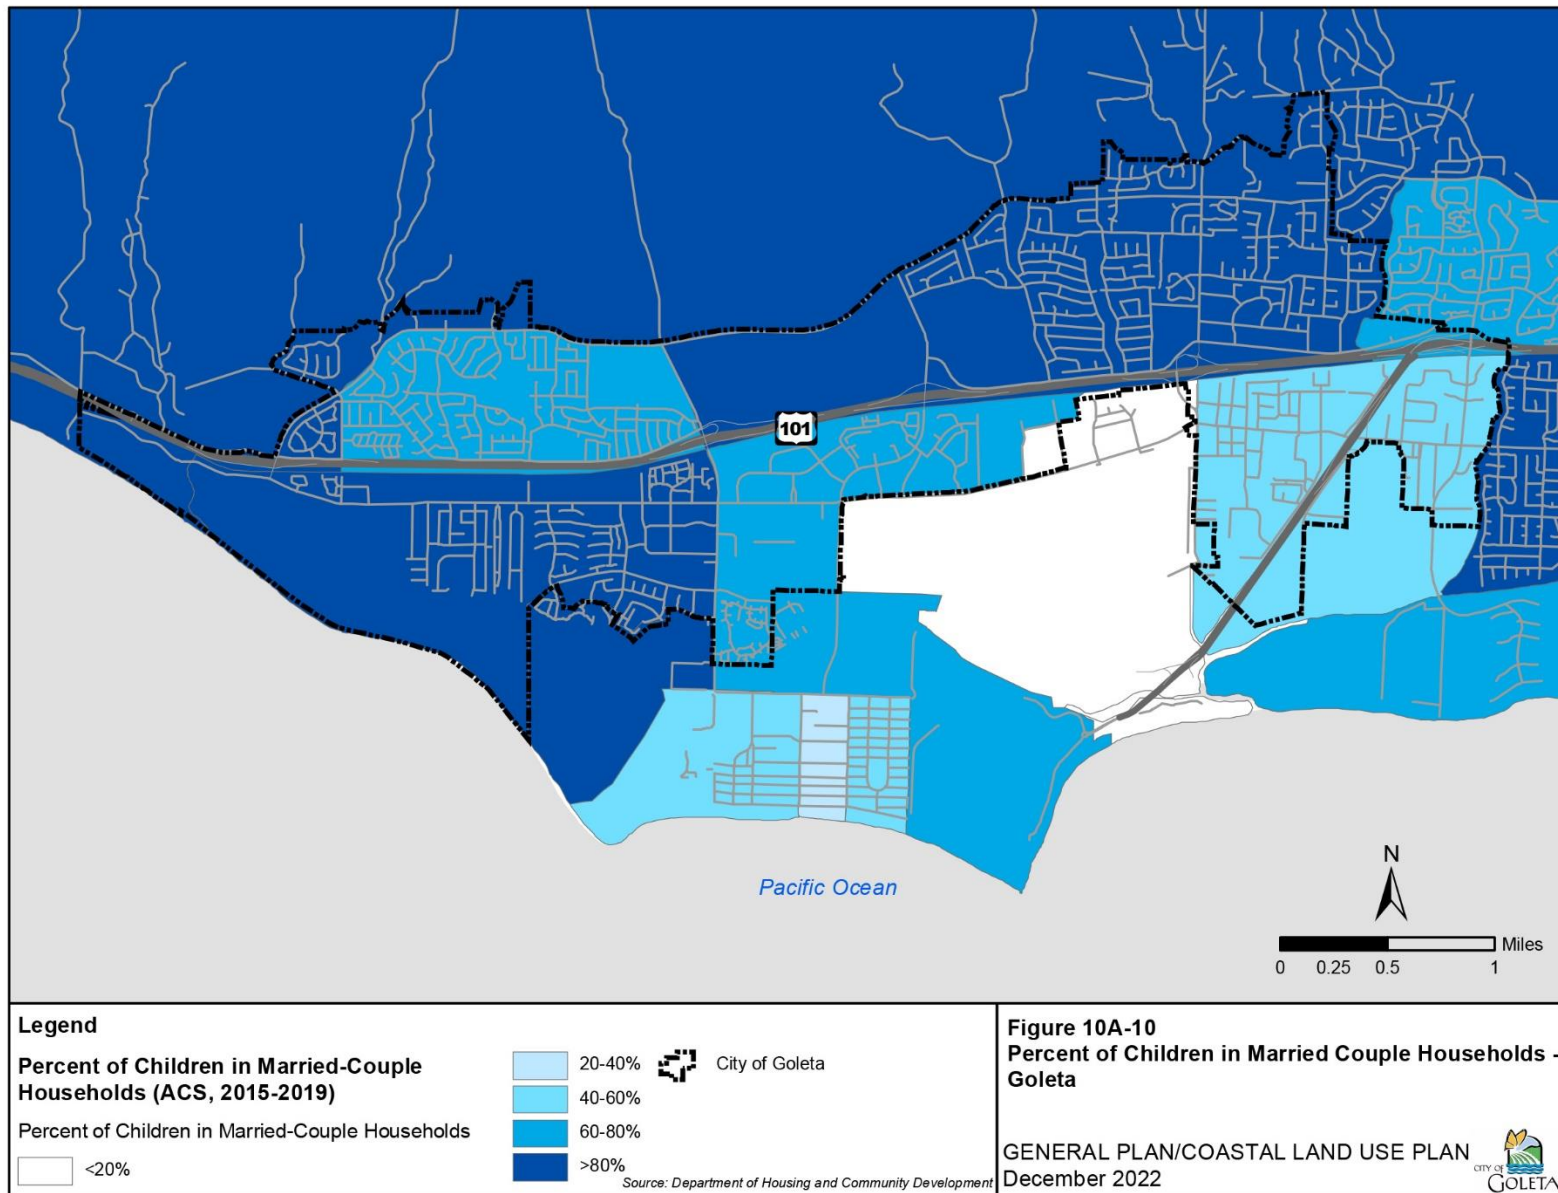 101
Pacific Ocean
N
Miles
0 0.25 0.5 1
Legend
Percent of Children in Married-Couple
Households (ACS, 2015-2019)
Percent of Children in Married-Couple Households
<20%
20-40%
40-60%
60-80%
>80%
City of Goleta
Source: Department of Housing and Community Development
Figure 10A-10
Percent of Children in Married Couple Households -
Goleta
GENERAL PLAN/COASTAL LAND USE PLAN
December 2022
CITY OF
GOLETA